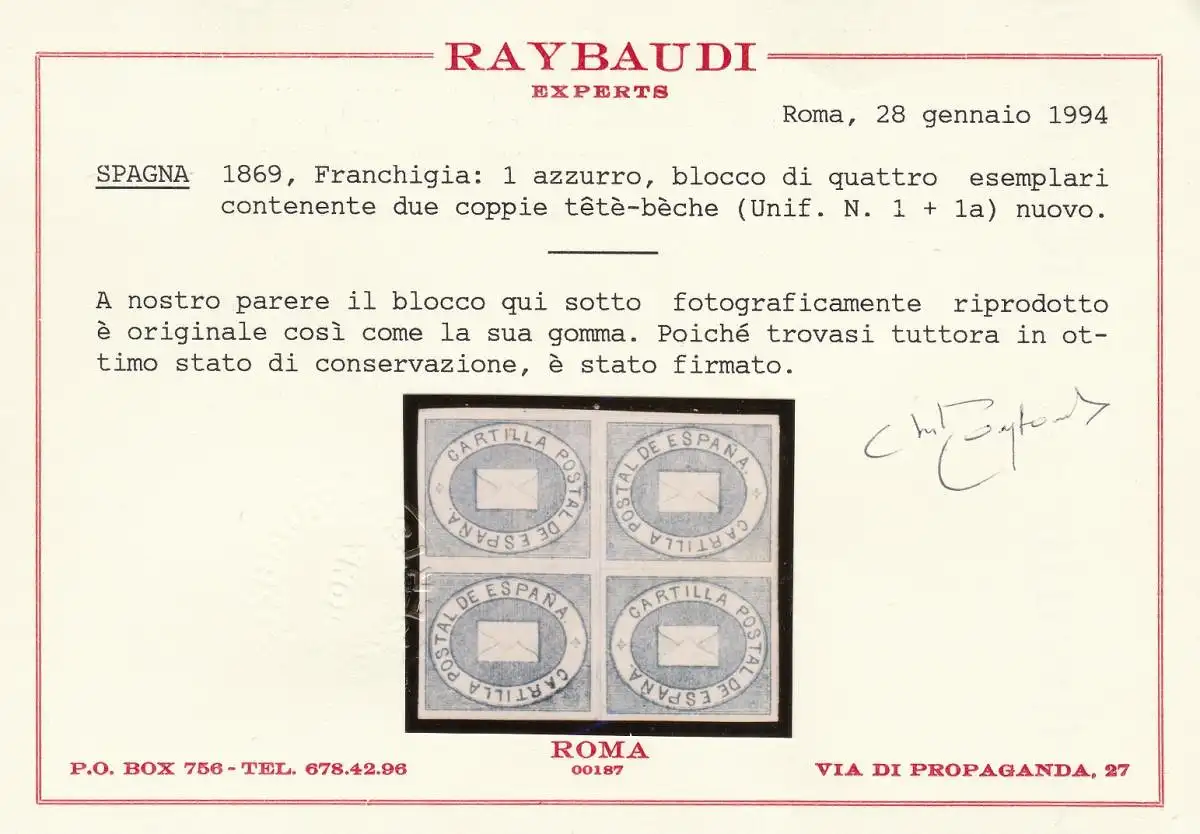 RAYBAUDI
EXPERTS
Roma, 28 gennaio 1994
SPAGNA 1869, Franchigia: 1 azzurro, blocco di quattro esemplari
contenente due coppie têtè-bèche (Unif. N. 1 + 1a) nuovo.
A nostro parere il blocco qui sotto fotograficamente riprodotto
è originale così come la sua gomma. Poiché trovasi tuttora in ot-
timo stato di conservazione, è stato firmato.
CARTILLA POSTAL DE ESPAÑA.
CARTILLA POSTAL DE ESPAÑA.
CARTILLA POSTAL DE ESPAÑA.
CARTILLA POSTAL DE ESPAÑA.
ROMA
00187
P.O. BOX 756 - TEL. 678.42.96
VIA DI PROPAGANDA, 27